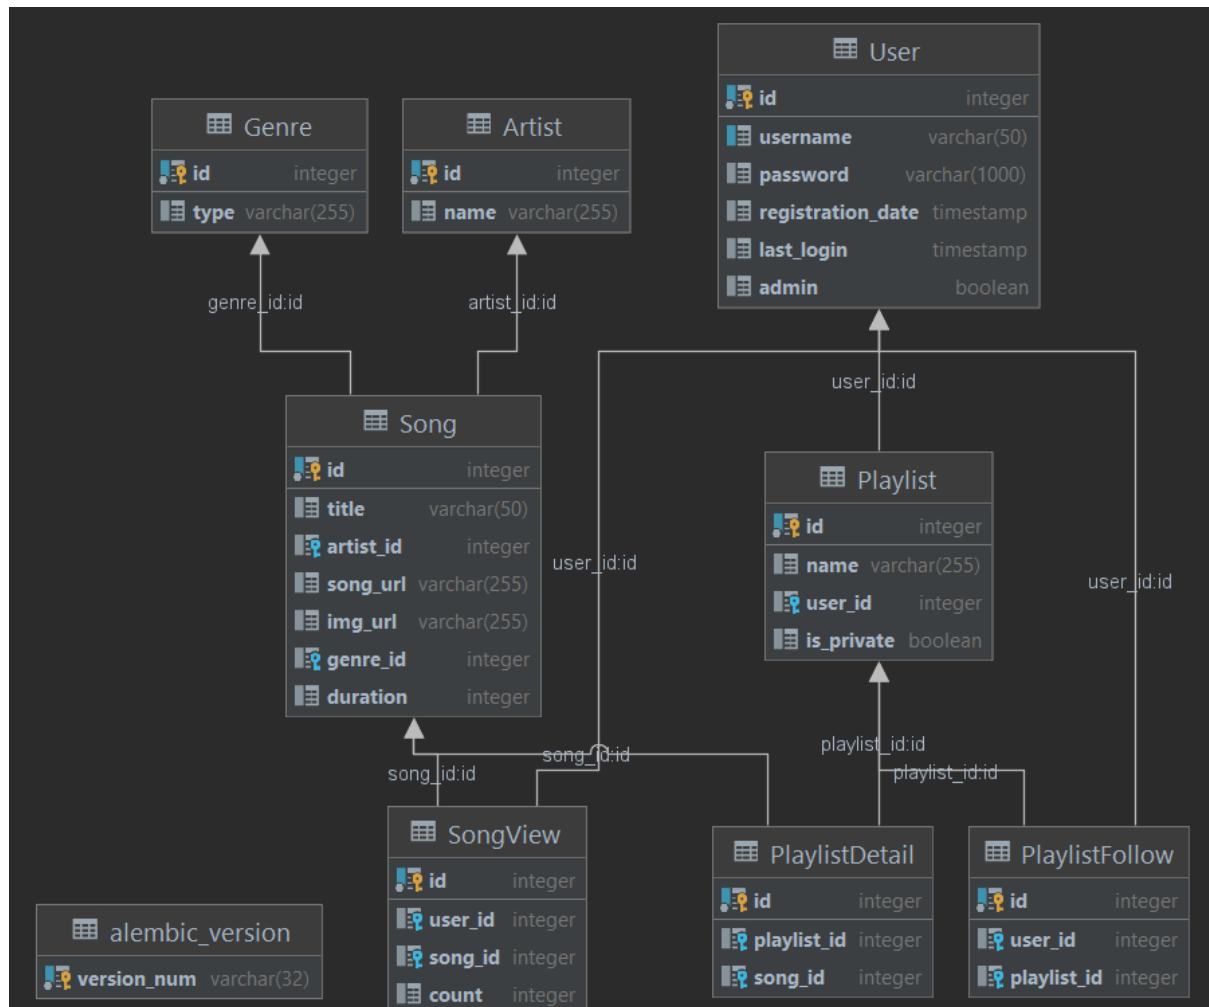 User
id integer
username varchar(50)
password varchar(1000)
registration_date timestamp
last_login timestamp
admin boolean
Genre
id integer
type varchar(255)
Artist
id integer
name varchar(255)
genre_id:id
artist_id:id
user_id:id
Song
id integer
title varchar(50)
artist_id integer
song_url varchar(255)
img_url varchar(255)
genre_id integer
duration integer
Playlist
id integer
name varchar(255)
user_id integer
is_private boolean
user_id:id
user_id:id
song_id:id
song_id:id
playlist_id:id
playlist_id:id
SongView
id integer
user_id integer
song_id integer
count integer
PlaylistDetail
id integer
playlist_id integer
song_id integer
PlaylistFollow
id integer
user_id integer
playlist_id integer
alembic_version
version_num varchar(32)